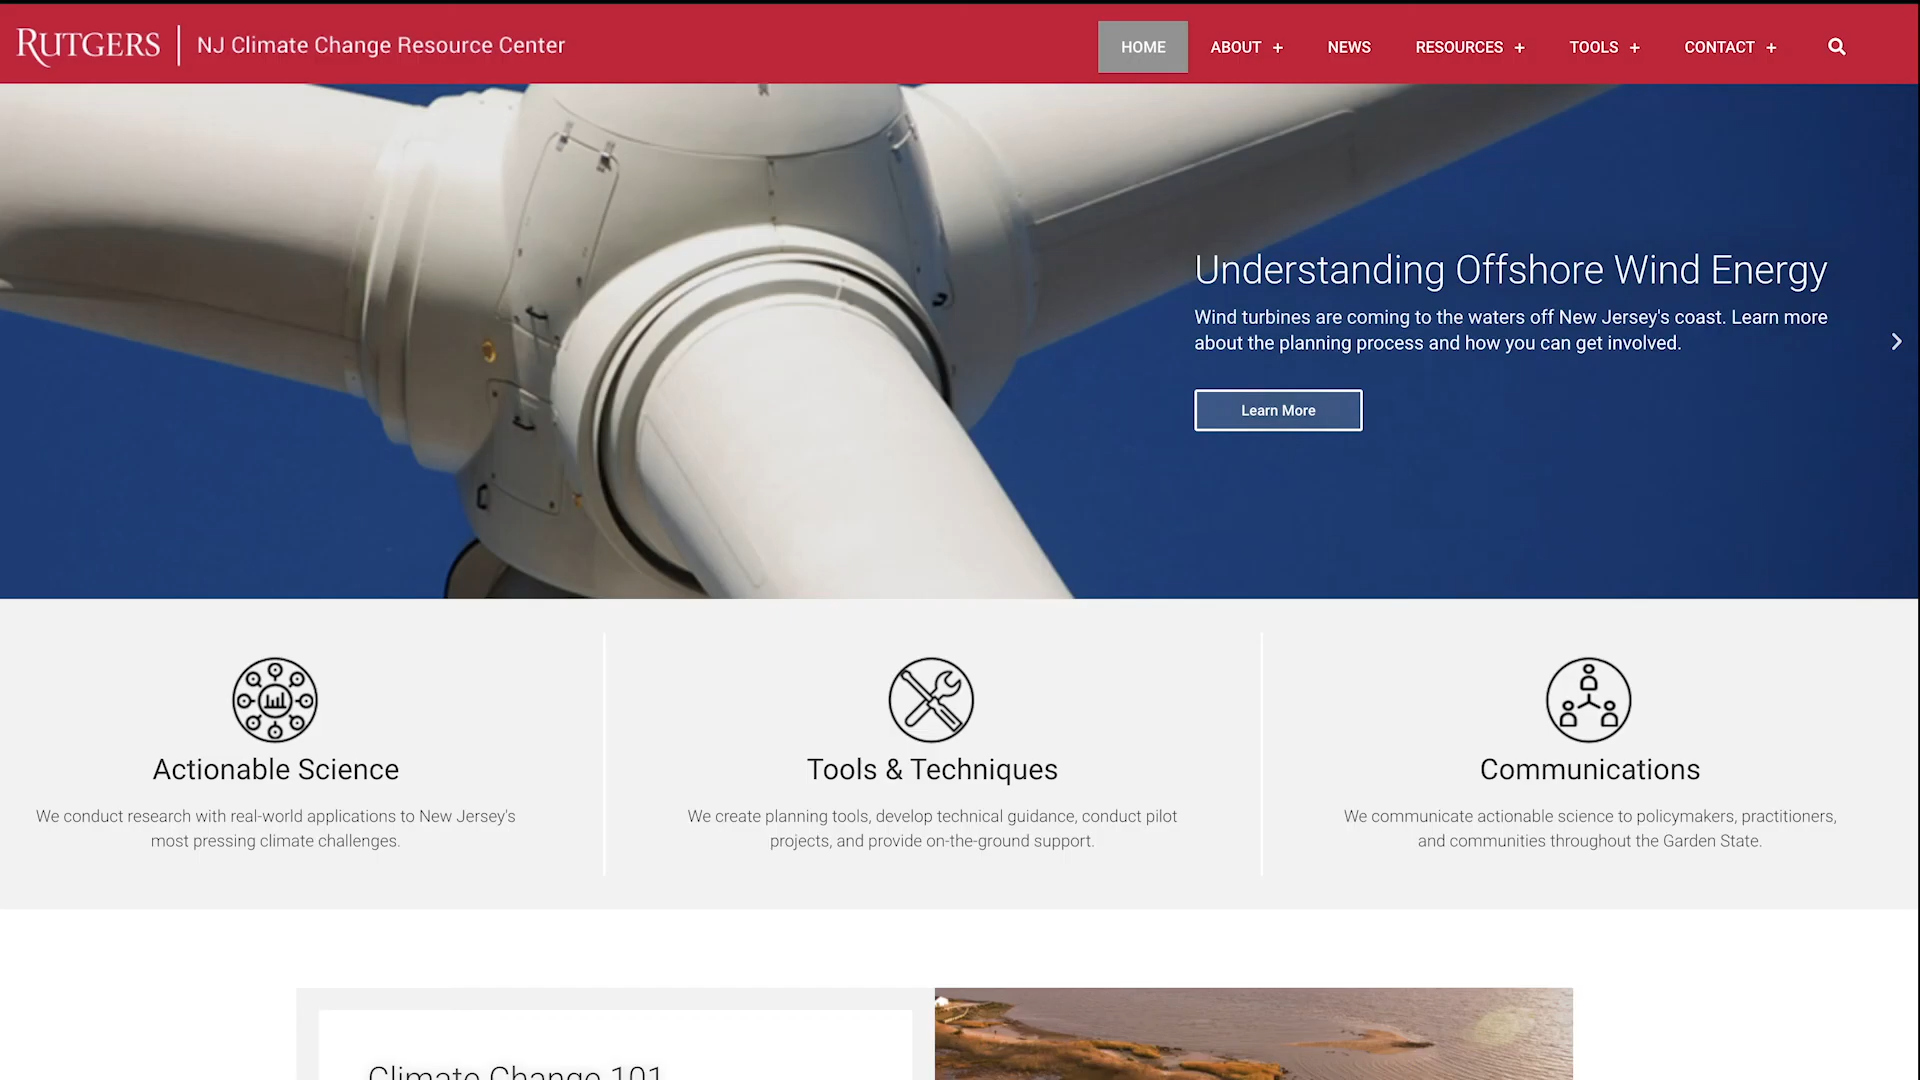 RUTGERS | NJ Climate Change Resource Center
HOME
ABOUT +
NEWS
RESOURCES +
TOOLS +
CONTACT +
Understanding Offshore Wind Energy
Wind turbines are coming to the waters off New Jersey's coast. Learn more
about the planning process and how you can get involved.
Learn More
Actionable Science
We conduct research with real-world applications to New Jersey's
most pressing climate challenges.
Tools & Techniques
We create planning tools, develop technical guidance, conduct pilot
projects, and provide on-the-ground support.
Communications
We communicate actionable science to policymakers, practitioners,
and communities throughout the Garden State.
Climate Change 101